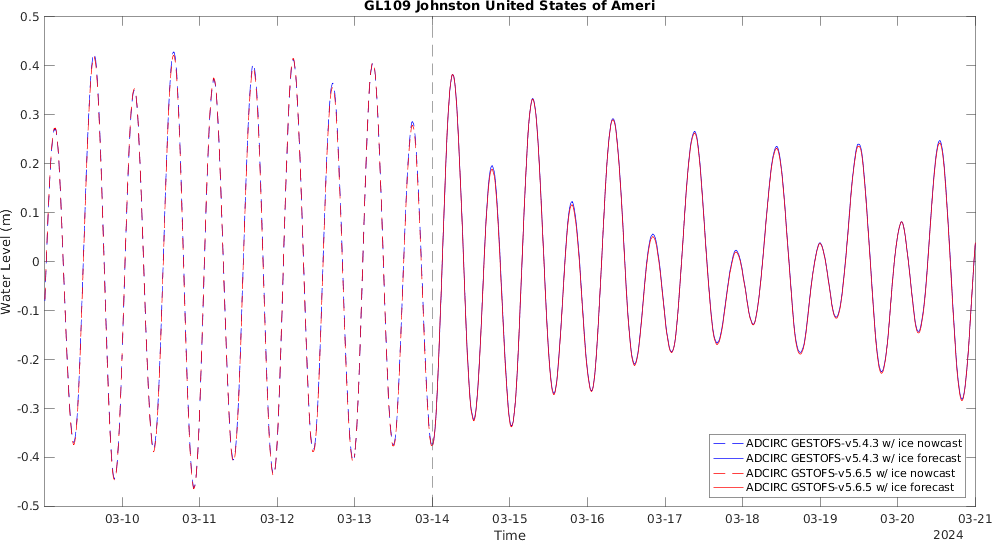 GL109 Johnston United States of Ameri
0.5
0.4
0.3
0.2
0.1
0
-0.1
-0.2
-0.3
-0.4
-0.5
Water Level (m)
03-10 03-11 03-12 03-13 03-14 03-15 03-16 03-17 03-18 03-19 03-20 03-21
Time
2024
ADCIRC GESTOFS-v5.4.3 w/ ice nowcast
ADCIRC GESTOFS-v5.4.3 w/ ice forecast
ADCIRC GSTOFS-v5.6.5 w/ ice nowcast
ADCIRC GSTOFS-v5.6.5 w/ ice forecast